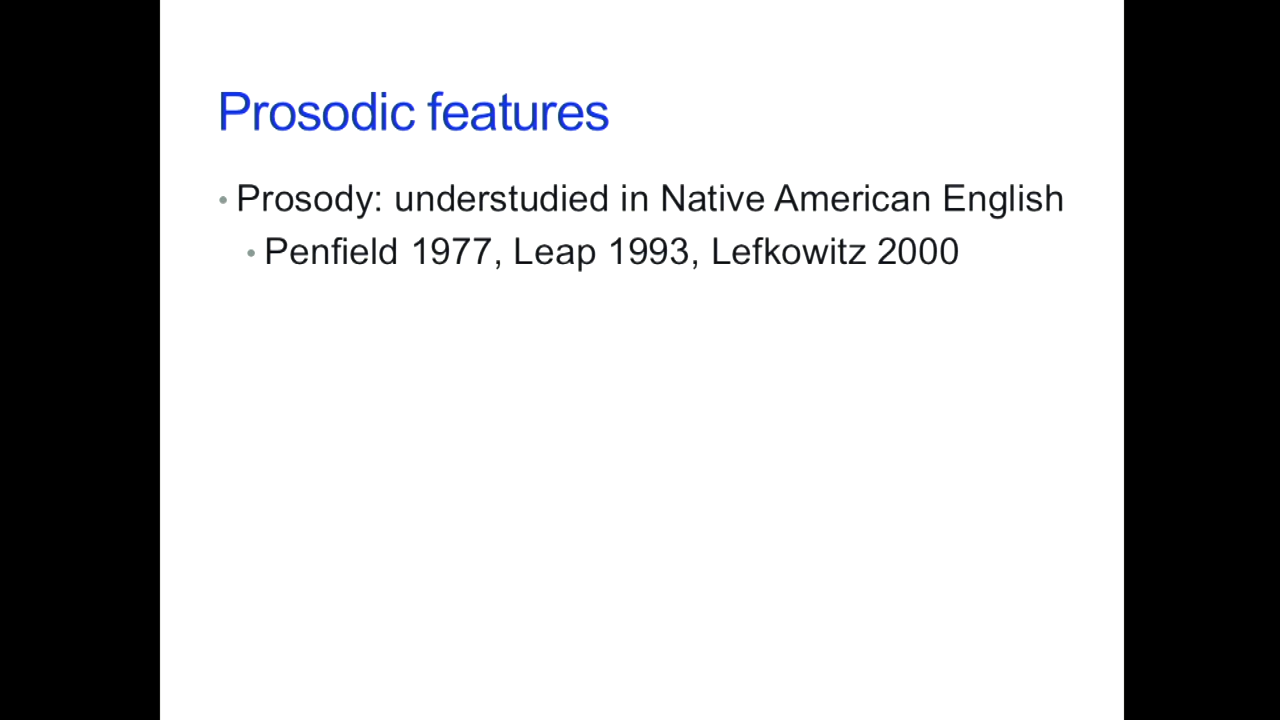 Prosodic features
• Prosody: understudied in Native American English
• Penfield 1977, Leap 1993, Lefkowitz 2000